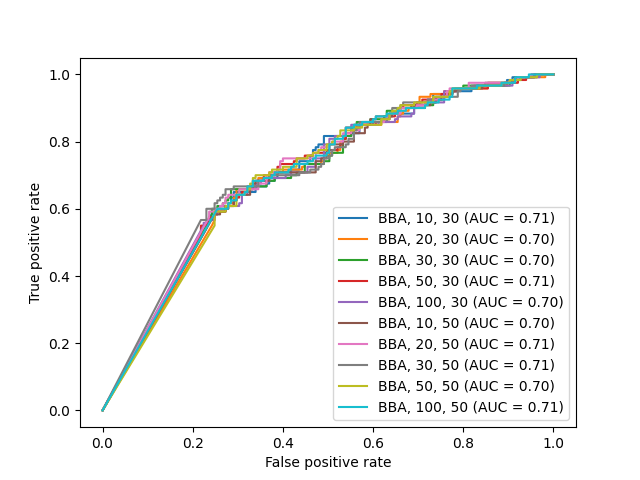 1.0
0.8
0.6
0.4
0.2
0.0
True positive rate
BBA, 10, 30 (AUC = 0.71)
BBA, 20, 30 (AUC = 0.70)
BBA, 30, 30 (AUC = 0.70)
BBA, 50, 30 (AUC = 0.71)
BBA, 100, 30 (AUC = 0.70)
BBA, 10, 50 (AUC = 0.70)
BBA, 20, 50 (AUC = 0.71)
BBA, 30, 50 (AUC = 0.71)
BBA, 50, 50 (AUC = 0.70)
BBA, 100, 50 (AUC = 0.71)
0.0 0.2 0.4 0.6 0.8 1.0
False positive rate